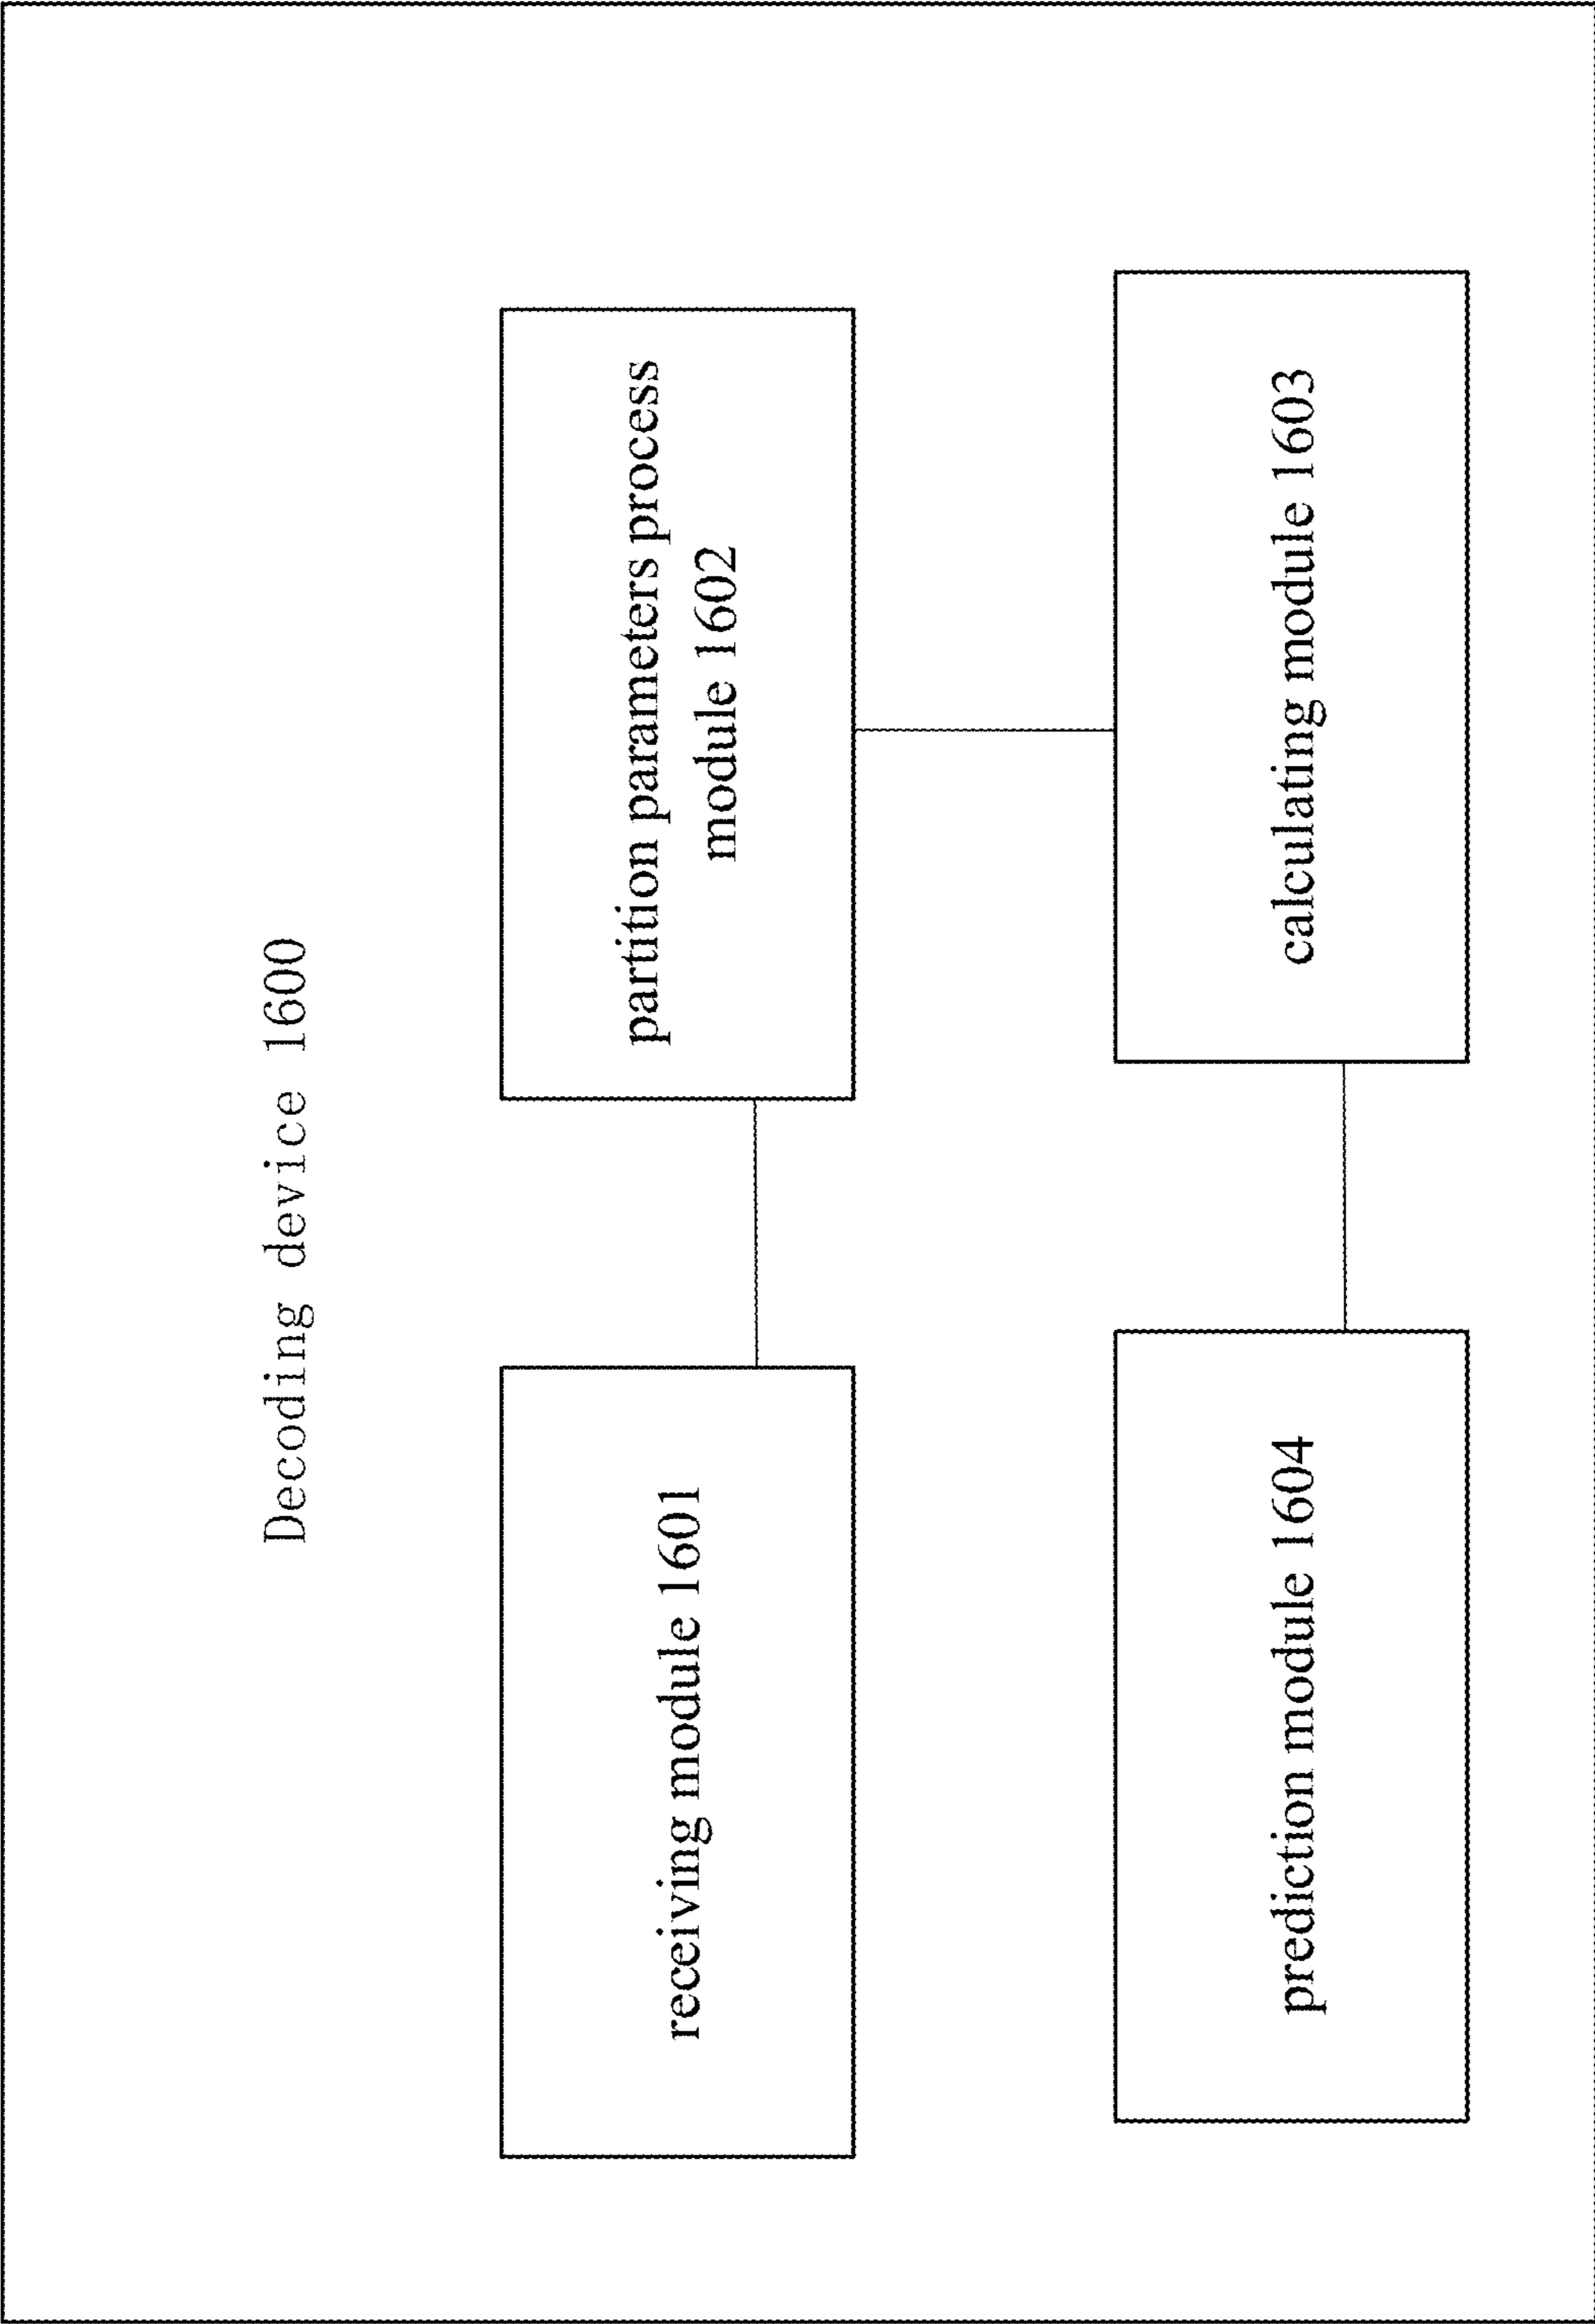 Decoding device 1600
receiving module 1601
partition parameters process
module 1602
prediction module 1604
calculating module 1603